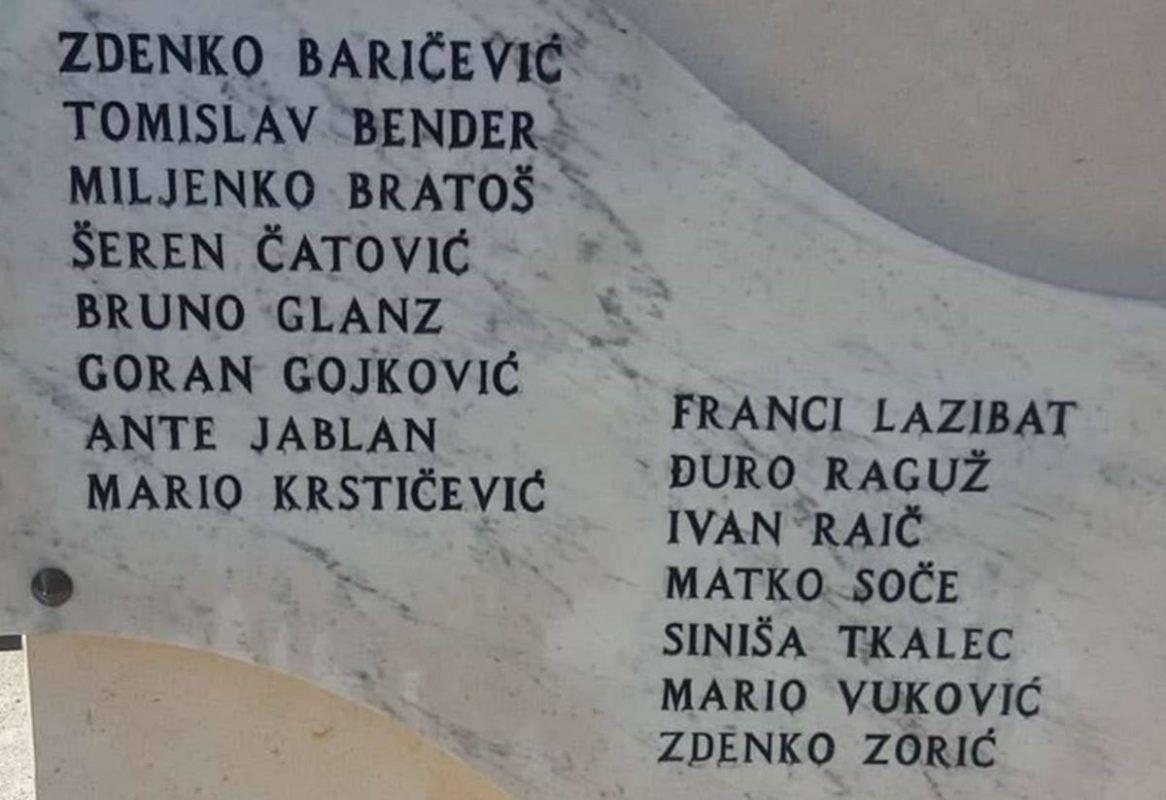 ZDENKO BARIČEVIĆ
TOMISLAV BENDER
MILJENKO BRATOŠ
ŠEREN ČATOVIĆ
BRUNO GLANZ
GORAN GOJKOVIĆ
ANTE JABLAN
MARIO KRSTIČEVIĆ
FRANCI LAZIBAT
ĐURO RAGUŽ
IVAN RAIČ
MATKO SOČE
SINIŠA TKALEC
MARIO VUKOVIĆ
ZDENKO ZORIĆ